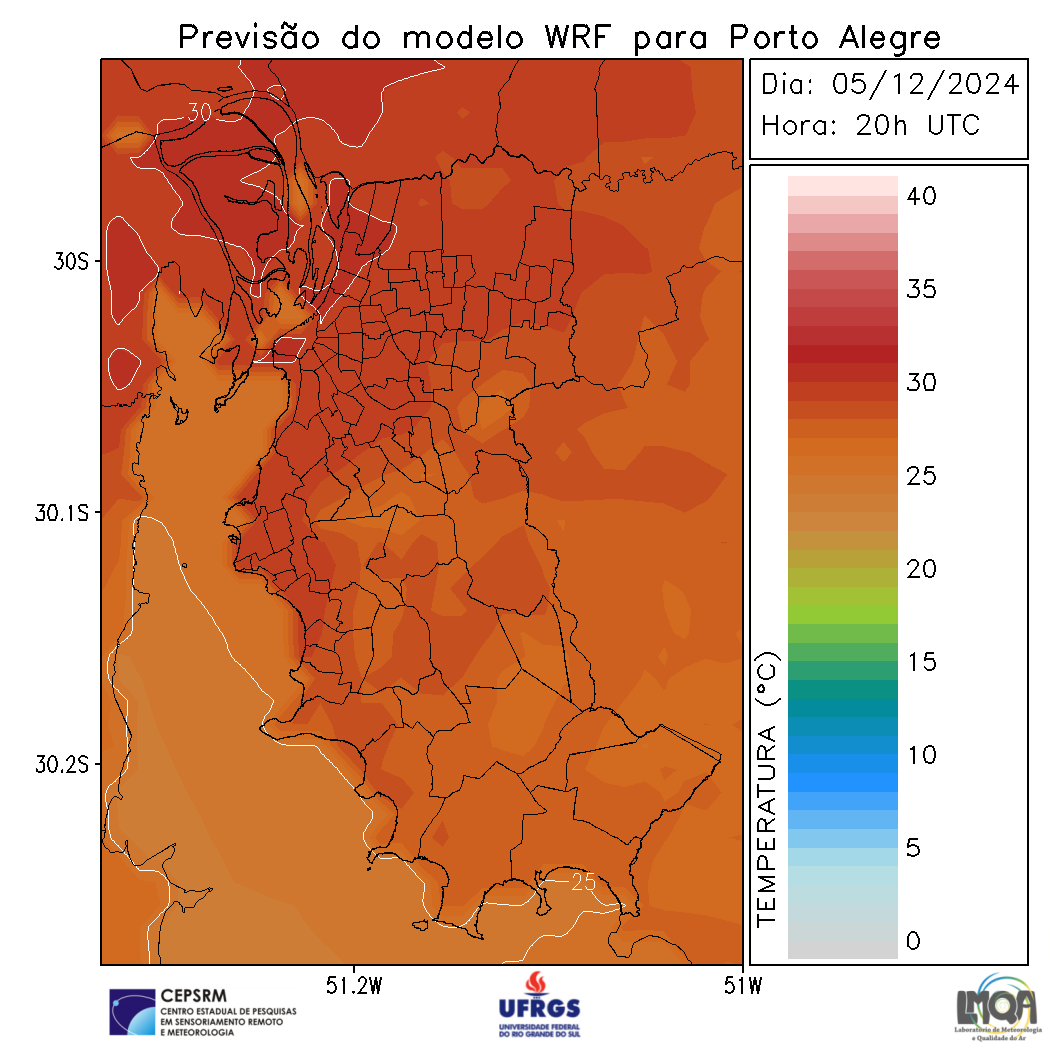 Previsão do modelo WRF para Porto Alegre
Dia: 05/12/2024
Hora: 20h UTC
30
25
30S
30.1S
30.2S
51.2W
51W
40
35
30
25
20
15
10
5
0
TEMPERATURA (°C)
CEPSRM
CENTRO ESTADUAL DE PESQUISAS
EM SENSORIAMENTO REMOTO
E METEOROLOGIA
UFRGS
UNIVERSIDADE FEDERAL
DO RIO GRANDE DO SUL
LMQA
Laboratório de Meteorologia
e Qualidade do Ar